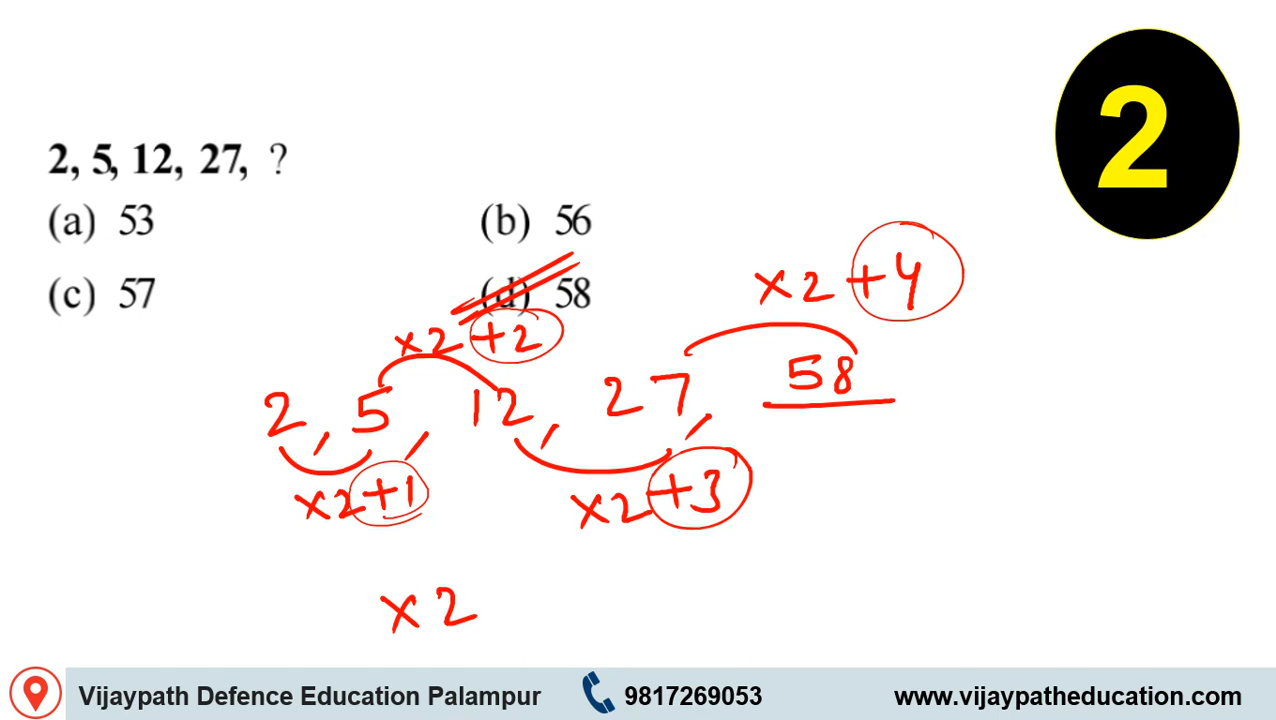 2
2, 5, 12, 27, ?
(a) 53 (b) 56
(c) 57 (d) 58
×2 +4
×2 +2
2, 5, 12, 27, 58
×2 +1 ×2 +3
×2
Vijaypath Defence Education Palampur 9817269053 www.vijaypatheducation.com